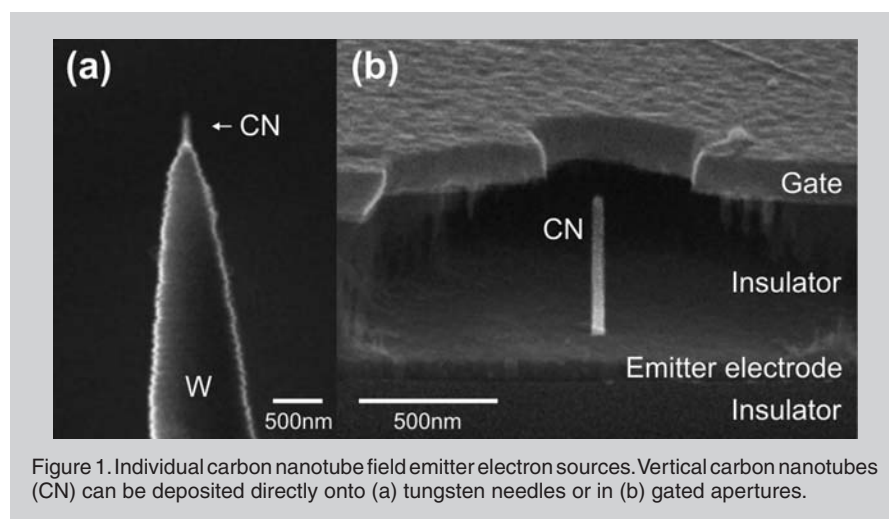 (a)
← CN
W
500nm
(b)
Gate
CN
Insulator
Emitter electrode
500nm
Insulator
Figure 1. Individual carbon nanotube field emitter electron sources. Vertical carbon nanotubes
(CN) can be deposited directly onto (a) tungsten needles or in (b) gated apertures.